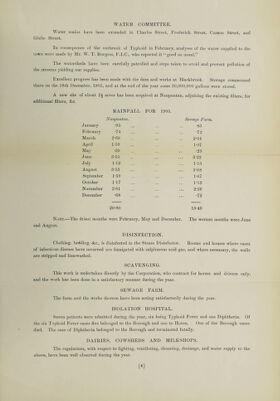 WATER COMMITTEE.
Water mains have been extended in Charles Street, Frederick Street, Canton Street, and
Globe Street.
In consequence of the outbreak of Typhoid in February, analyses of the water supplied to the
town were made by Mr. W. T. Burgess, F.I.C., who reported it "good as usual."
The watersheds have been carefully patrolled and steps taken to avoid and prevent pollution of
the streams yielding our supplies.
Excellent progress has been made with the dam and works at Blackbrook. Storage commenced
there on the 18th December, 1903, and at the end of the year some gallons were stored.
A new site of about acres has been acquired at Nanpantan, adjoining the existing filters, for
additional filters, &c.
RAINFALL FOR 1903.
Nanpantan. Sewage Farm.
January
February
March
April
May
June
July
August
September
October
November
December
NOTE.—The driest months were February, May and December. The wettest months were June
and August.
DISINFECTION.
Clothing, bedding, &c., is disinfected in the Steam Disinfector. Rooms and houses where cases
of infectious disease have occurred are fumigated with sulphurous acid gas, and where necessary, the walls
are stripped and limewashed.
SCAVENGING.
This work is undertaken directly by the Corporation, who contract for horses and drivers only,
and the work has been done in a satisfactory manner during the year.
SEWAGE FARM.
The farm and the works thereon have been acting satisfactorily during the year.
ISOLATION HOSPITAL.
Seven patients were admitted during the year, six being Typhoid Fever and one Diphtheria. Of
the six Typhoid Fever cases five belonged to the Borough and one to Hoton. One of the Borough cases
died. The case of Diphtheria belonged to the Borough and terminated fatally.
DAIRIES, COWSHEDS AND MILKSHOPS.
The regulations, with respect to lighting, ventilating, cleansing, drainage, and water supply to the
above, have been well observed during the year.